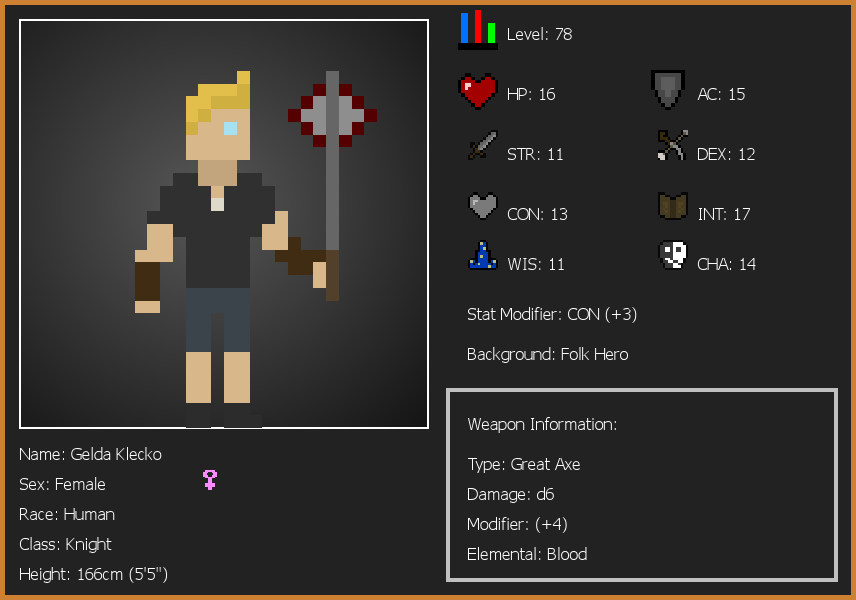 Level: 78
HP: 16
AC: 15
STR: 11
DEX: 12
CON: 13
INT: 17
WIS: 11
CHA: 14
Stat Modifier: CON (+3)
Background: Folk Hero
Weapon Information:
Type: Great Axe
Damage: d6
Modifier: (+4)
Elemental: Blood
Name: Gelda Klecko
Sex: Female
Race: Human
Class: Knight
Height: 166cm (5'5")